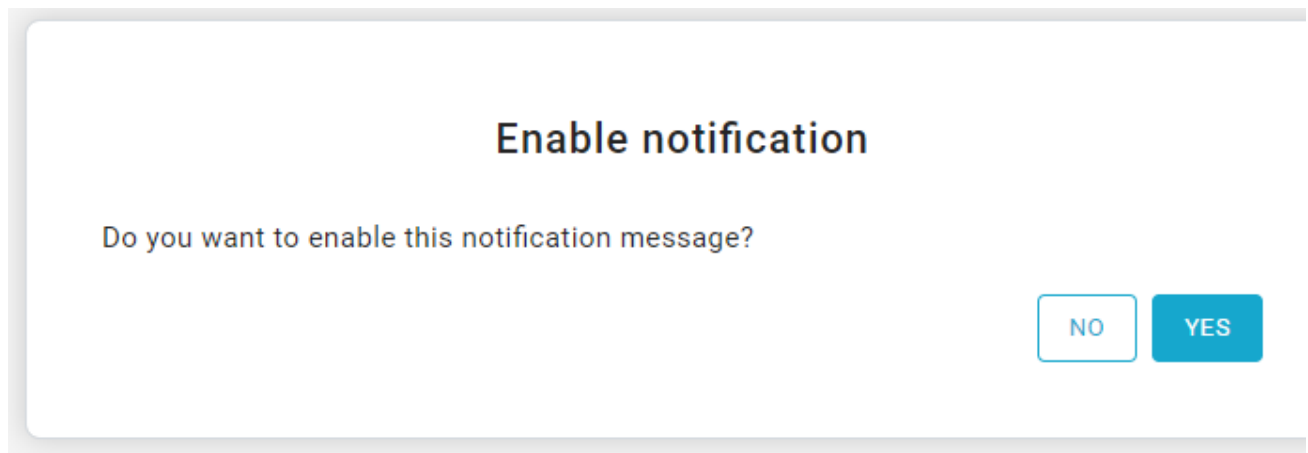 Enable notification
Do you want to enable this notification message?
NO
YES